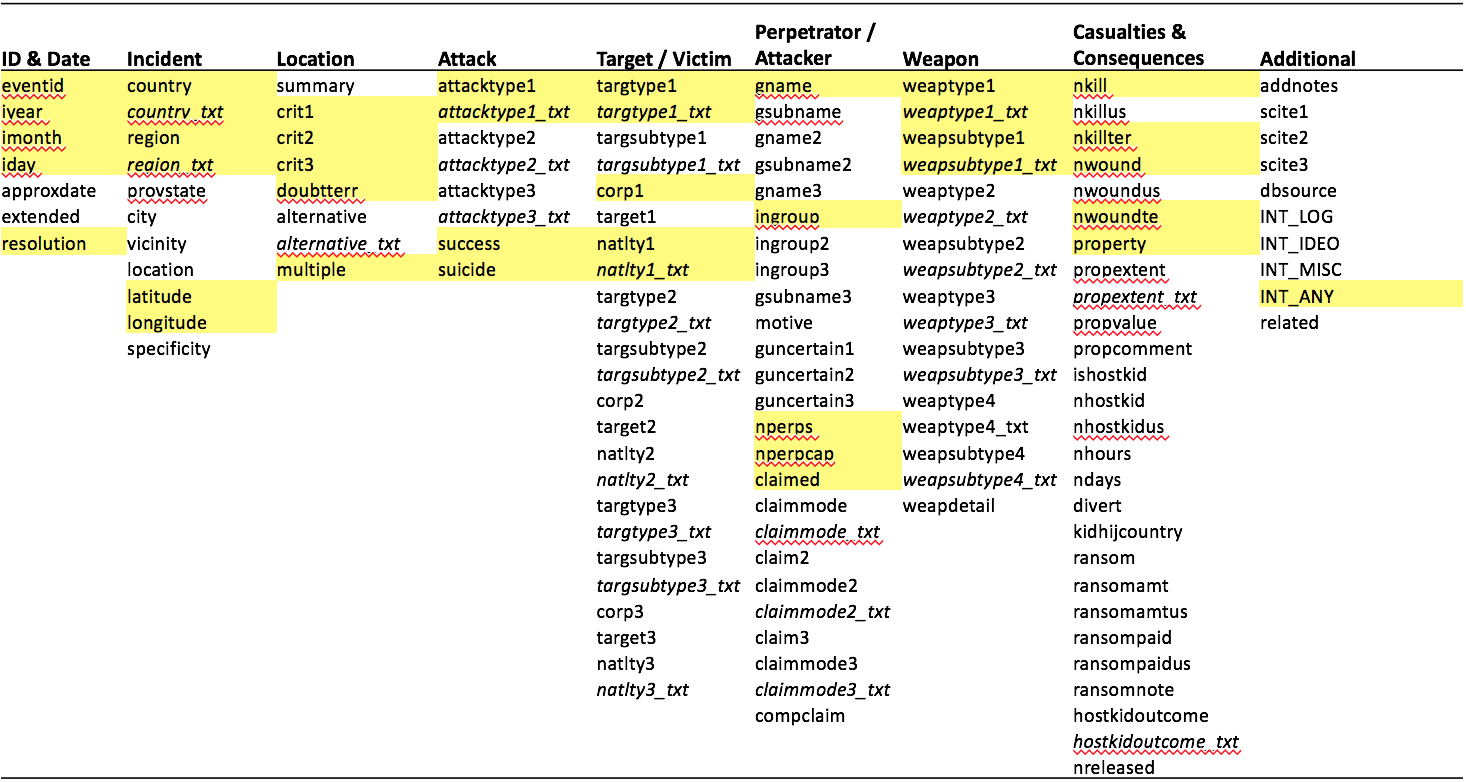 Perpetrator / Casualties &
ID & Date Incident Location Attack Target / Victim Attacker Weapon Consequences Additional
eventid country summary attacktype1 targtype1 gname weaptype1 nkill addnotes
iyear country_txt crit1 attacktype1_txt targtype1_txt gsubname weaptype1_txt nkillus scite1
imonth region crit2 attacktype2 targsubtype1 gname2 weapsubtype1 nkillter scite2
iday region_txt crit3 attacktype2_txt targsubtype1_txt gsubname2 weapsubtype1_txt nwound scite3
approxdate provstate doubtterr attacktype3 corp1 gname3 weaptype2 nwoundus dbsource
extended city alternative attacktype3_txt target1 ingroup weaptype2_txt nwoundte INT_LOG
resolution vicinity alternative_txt success natlty1 ingroup2 weapsubtype2 property INT_IDEO
location multiple suicide natlty1_txt ingroup3 weapsubtype2_txt propextent INT_MISC
latitude targtype2 gsubname3 weaptype3 propextent_txt INT_ANY
longitude targtype2_txt motive weaptype3_txt propvalue related
specificity targsubtype2 guncertain1 weapsubtype3 propcomment
targsubtype2_txt guncertain2 weapsubtype3_txt ishostkid
corp2 guncertain3 weaptype4 nhostkid
target2 nperps weaptype4_txt nhostkidus
natlty2 nperpcap weapsubtype4 nhours
natlty2_txt claimed weapsubtype4_txt ndays
targtype3 claimmode weapdetail divert
targtype3_txt claimmode_txt kidhijcountry
targsubtype3 claim2 ransom
targsubtype3_txt claimmode2 ransomamt
corp3 claimmode2_txt ransomamtus
target3 claim3 ransompaid
natlty3 claimmode3 ransompaidus
natlty3_txt claimmode3_txt ransomnote
compclaim hostkidoutcome
hostkidoutcome_txt
nreleased